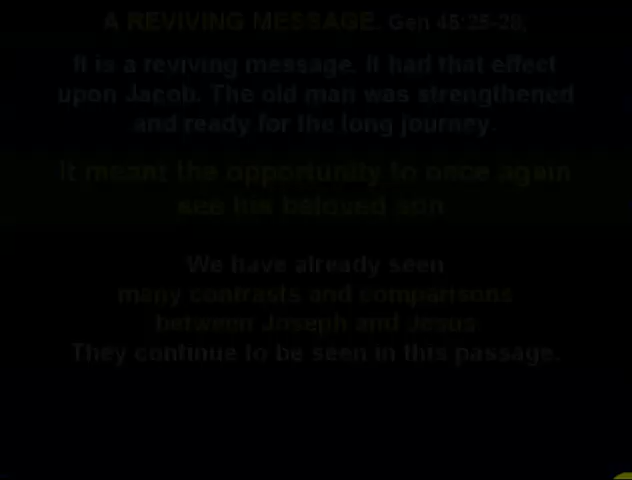 A REVIVING MESSAGE. Gen 45:25-28.
It is a reviving message. It had that effect
upon Jacob. The old man was strengthened
and ready for the long journey.
It meant the opportunity to once again
see his beloved son
We have already seen
many contrasts and comparisons
between Joseph and Jesus
They continue to be seen in this passage.